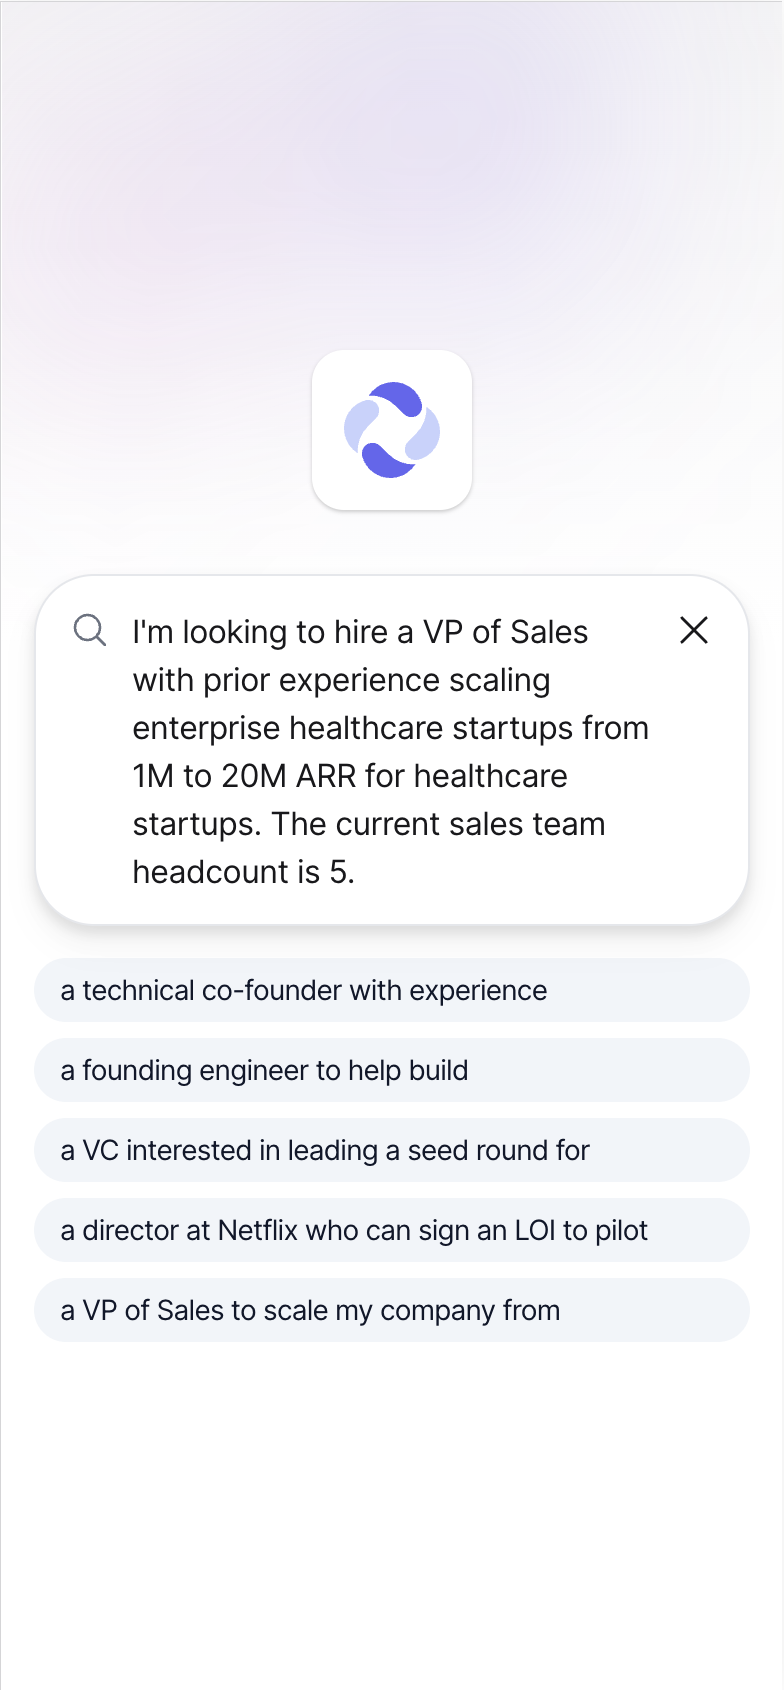 I'm looking to hire a VP of Sales
with prior experience scaling
enterprise healthcare startups from
1M to 20M ARR for healthcare
startups. The current sales team
headcount is 5.
a technical co-founder with experience
a founding engineer to help build
a VC interested in leading a seed round for
a director at Netflix who can sign an LOI to pilot
a VP of Sales to scale my company from